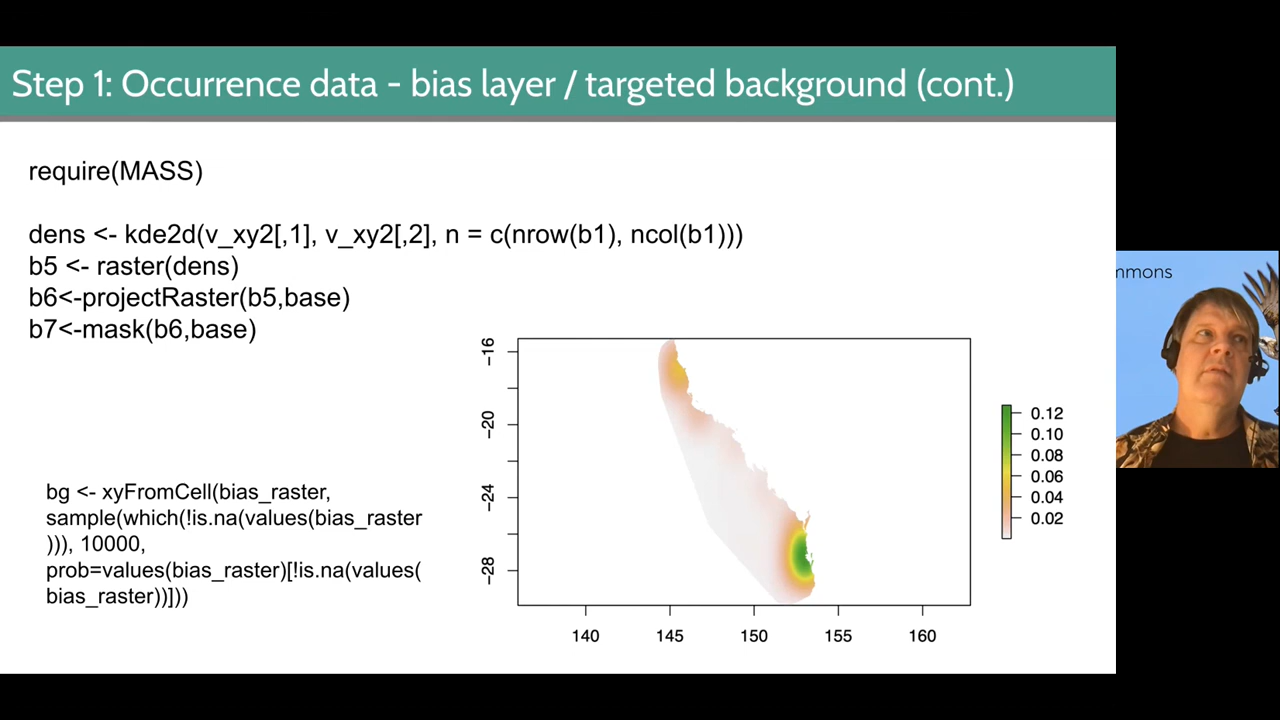 Step 1: Occurrence data - bias layer / targeted background (cont.)
require(MASS)
dens <- kde2d(v_xy2[,1], v_xy2[,2], n = c(nrow(b1), ncol(b1)))
b5 <- raster(dens)
b6<-projectRaster(b5,base)
b7<-mask(b6,base)
bg <- xyFromCell(bias_raster,
sample(which(!is.na(values(bias_raster
))), 10000,
prob=values(bias_raster)[!is.na(values(
bias_raster))]))
-16
-20
-24
-28
140 145 150 155 160
0.12
0.10
0.08
0.06
0.04
0.02
mmons